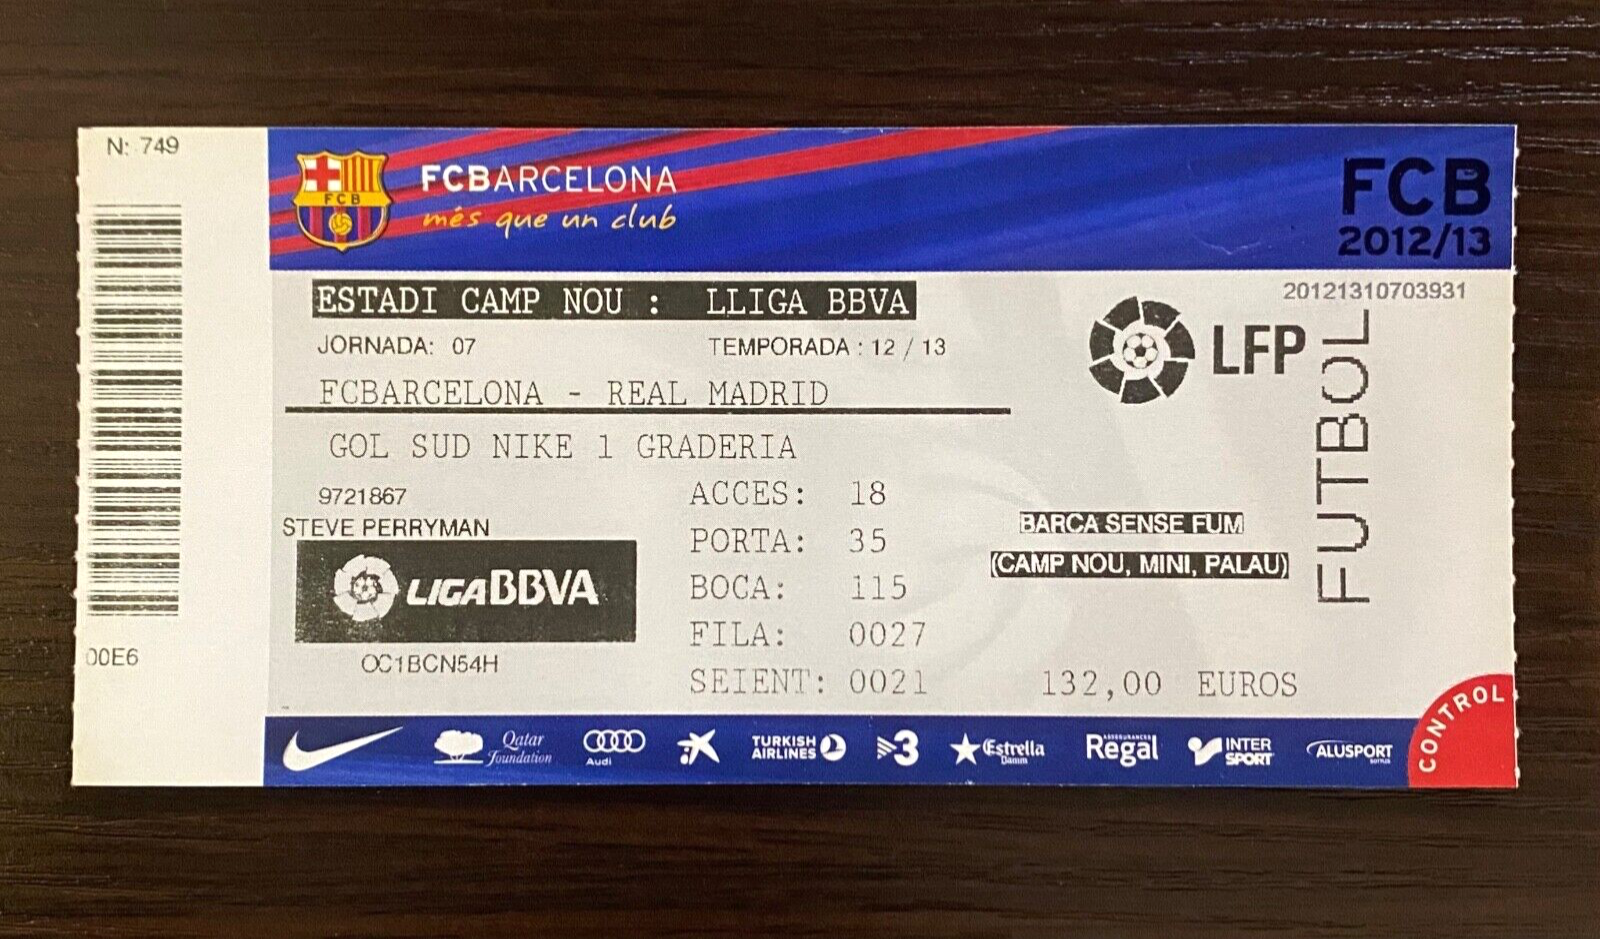 N: 749
00E6
FCB
FCBARCELONA
més que un club
FCB
2012/13
ESTADI CAMP NOU : LLIGA BBVA
20121310703931
JORNADA: 07 TEMPORADA : 12 / 13
LFP
FUTBOL
FCBARCELONA - REAL MADRID
GOL SUD NIKE 1 GRADERIA
9721867
STEVE PERRYMAN
LIGA BBVA
OC1BCN54H
ACCES: 18
PORTA: 35
BOCA: 115
FILA: 0027
SEIENT: 0021
BARCA SENSE FUM
(CAMP NOU, MINI, PALAU)
132,00 EUROS
Qatar
Foundation
Audi
TURKISH
AIRLINES
3
Estrella
Damm
ASSEGURANCES
Regal
INTER
SPORT
ALUSPORT
CONTROL